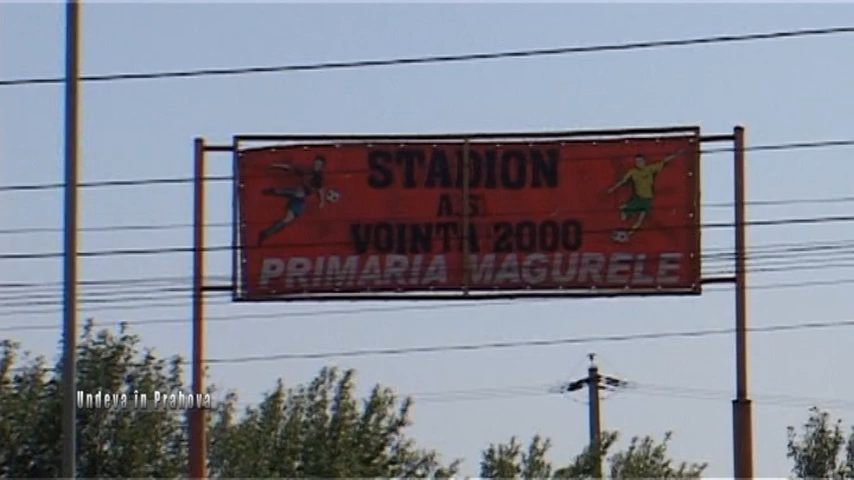 STADION
A.S
VOINTA 2000
PRIMARIA MAGURELE
Undeva in Prahova